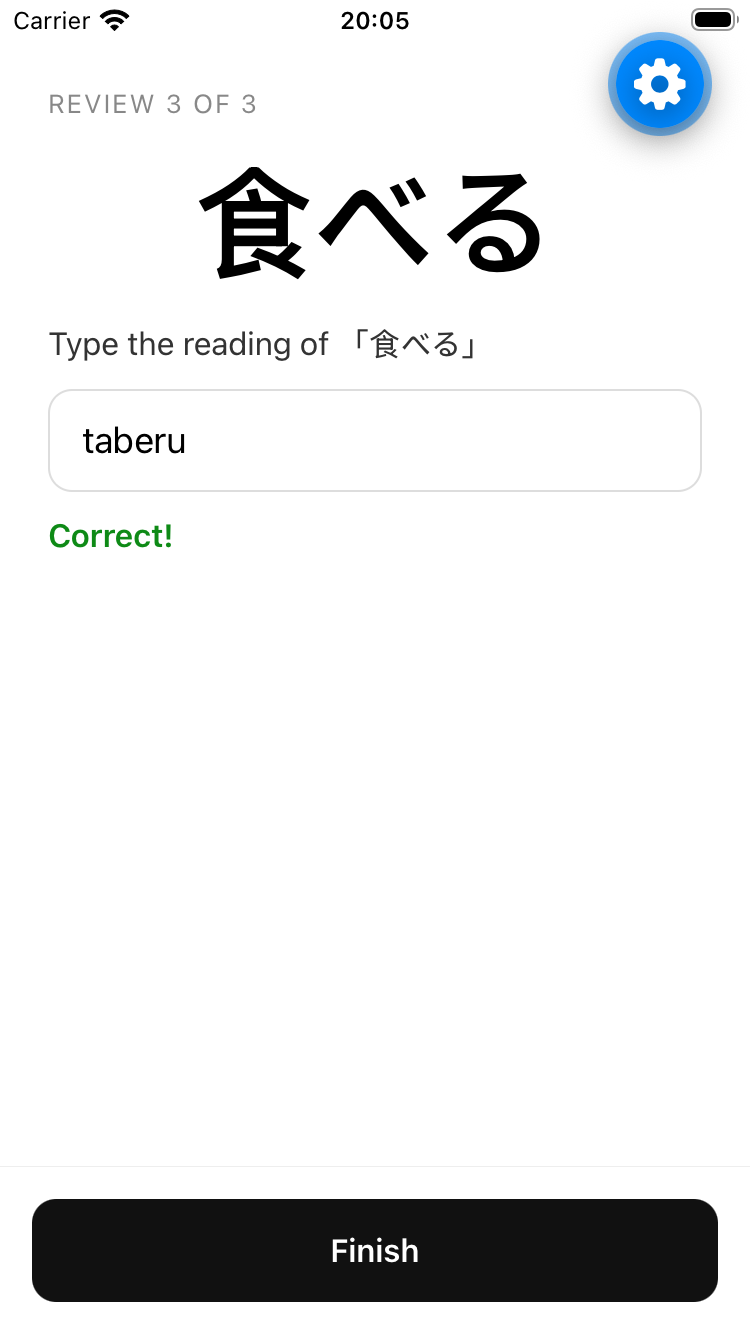 Carrier 20:05
REVIEW 3 OF 3
食べる
Type the reading of 「食べる」
taberu
Correct!
Finish